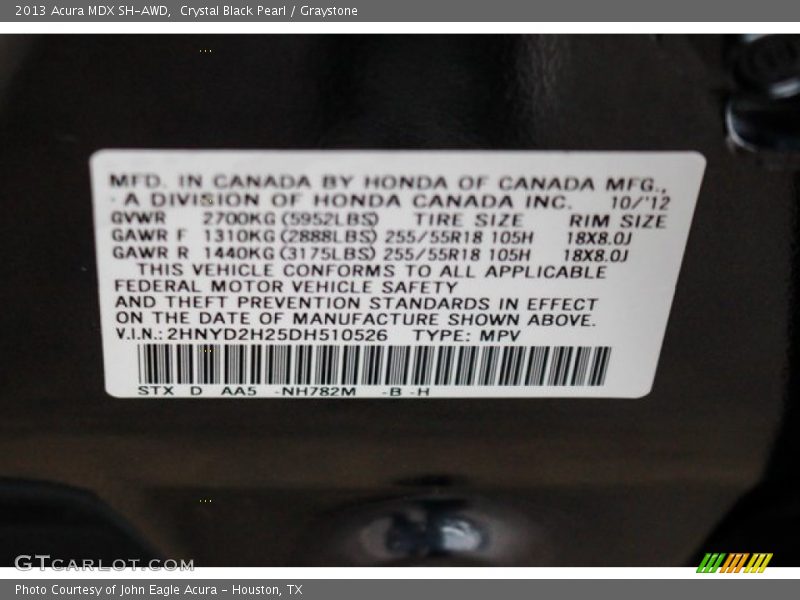 2013 Acura MDX SH-AWD,  Crystal Black Pearl / Graystone
MFD. IN CANADA BY HONDA OF CANADA MFG.,
A DIVISION OF HONDA CANADA INC. 10/'12
GVWR 2700KG (5952LBS) TIRE SIZE RIM SIZE
GAWR F 1310KG (2888LBS) 255/55R18 105H 18X8.0J
GAWR R 1440KG (3175LBS) 255/55R18 105H 18X8.0J
THIS VEHICLE CONFORMS TO ALL APPLICABLE
FEDERAL MOTOR VEHICLE SAFETY
AND THEFT PREVENTION STANDARDS IN EFFECT
ON THE DATE OF MANUFACTURE SHOWN ABOVE.
V.I.N.: 2HNYD2H25DH510526 TYPE: MPV
STX D AA5 -NH782M -B -H
GTCARLOT.COM
Photo Courtesy of John Eagle Acura - Houston, TX